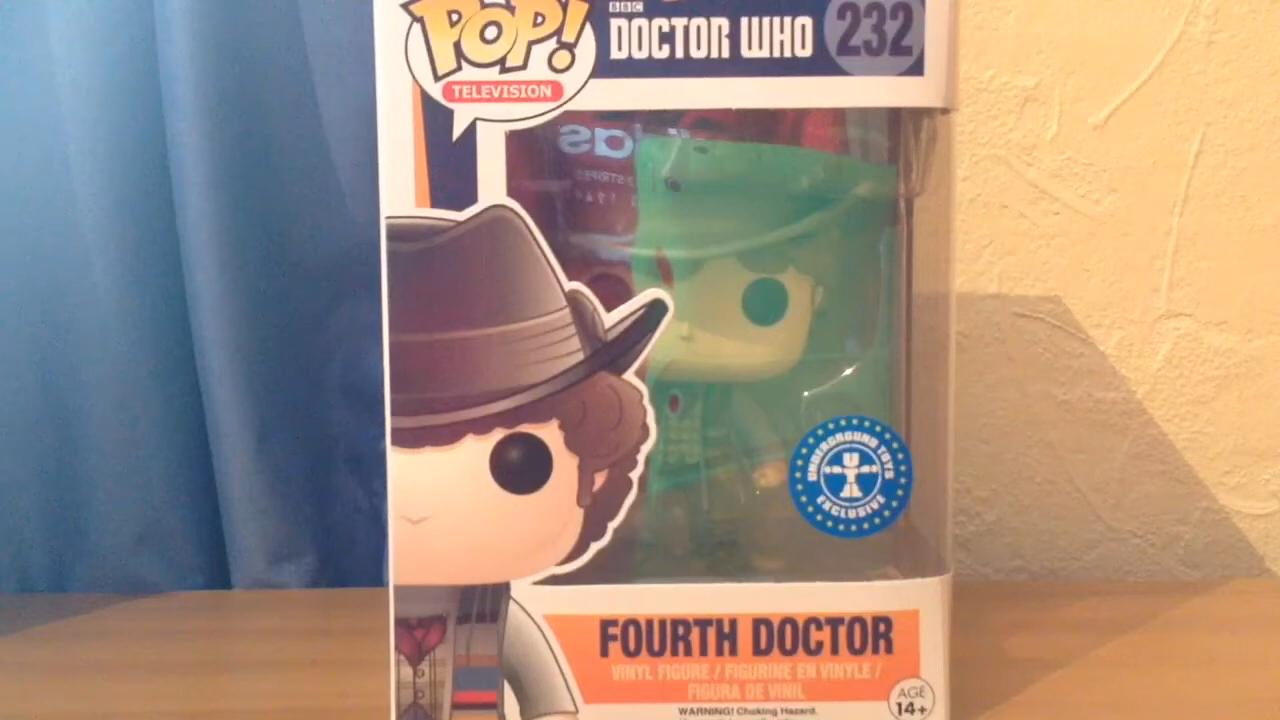 POP!
TELEVISION
BBC
DOCTOR WHO
232
UNDERGROUND TOYS
UT
EXCLUSIVE
FOURTH DOCTOR
VINYL FIGURE / FIGURINE EN VINYLE /
FIGURA DE VINIL
AGE
14+
WARNING! Choking Hazard.